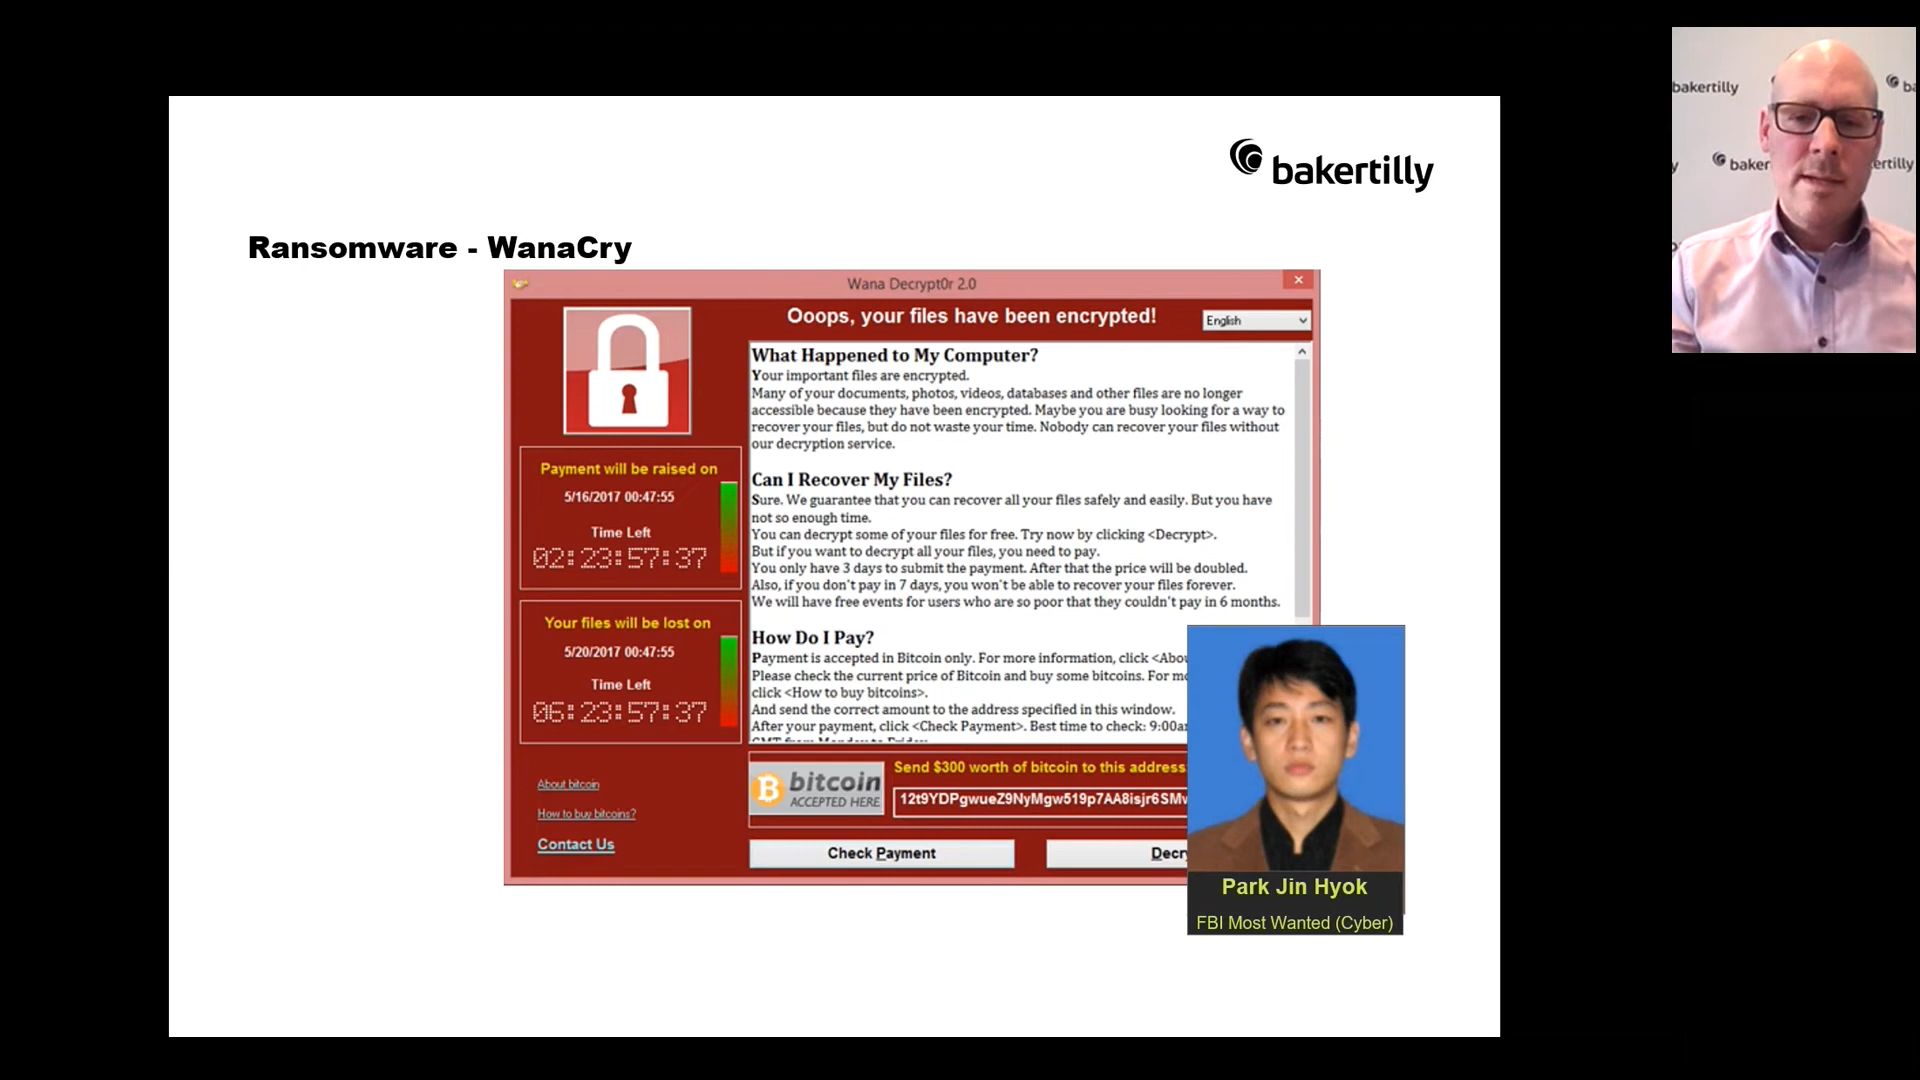 bakertilly
Ransomware - WanaCry
Wana Decrypt0r 2.0
Ooops, your files have been encrypted!
English
What Happened to My Computer?
Your important files are encrypted.
Many of your documents, photos, videos, databases and other files are no longer
accessible because they have been encrypted. Maybe you are busy looking for a way to
recover your files, but do not waste your time. Nobody can recover your files without
our decryption service.
Can I Recover My Files?
Sure. We guarantee that you can recover all your files safely and easily. But you have
not so enough time.
You can decrypt some of your files for free. Try now by clicking <Decrypt>.
But if you want to decrypt all your files, you need to pay.
You only have 3 days to submit the payment. After that the price will be doubled.
Also, if you don't pay in 7 days, you won't be able to recover your files forever.
We will have free events for users who are so poor that they couldn't pay in 6 months.
How Do I Pay?
Payment is accepted in Bitcoin only. For more information, click <Abou
Please check the current price of Bitcoin and buy some bitcoins. For mo
click <How to buy bitcoins>.
And send the correct amount to the address specified in this window.
After your payment, click <Check Payment>. Best time to check: 9:00a
GMT from Monday to Friday.
Payment will be raised on
5/16/2017 00:47:55
Time Left
02:23:57:37
Your files will be lost on
5/20/2017 00:47:55
Time Left
06:23:57:37
About bitcoin
How to buy bitcoins?
Contact Us
bitcoin
ACCEPTED HERE
Send $300 worth of bitcoin to this address
12t9YDPgwueZ9NyMgw519p7AA8isjr6SMw
Check Payment
Decry
Park Jin Hyok
FBI Most Wanted (Cyber)
bakertilly
ba
baker
ertilly